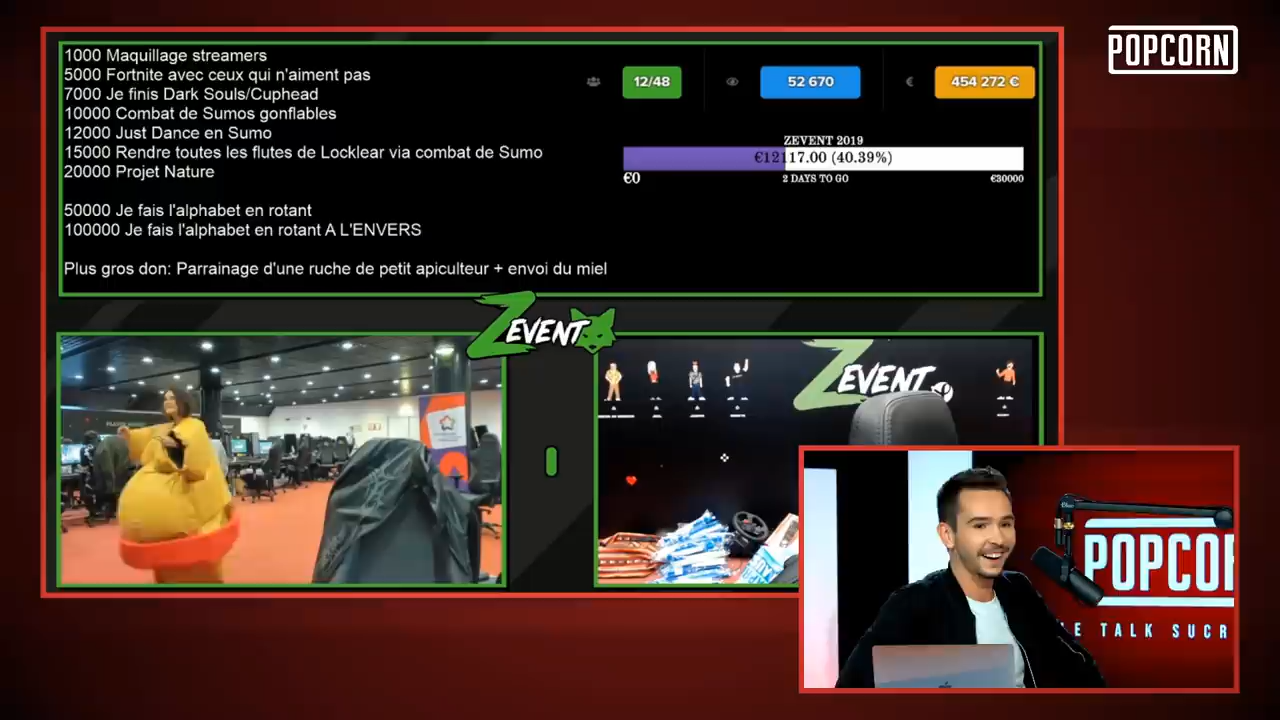 POPCORN
1000 Maquillage streamers
5000 Fortnite avec ceux qui n'aiment pas
7000 Je finis Dark Souls/Cuphead
10000 Combat de Sumos gonflables
12000 Just Dance en Sumo
15000 Rendre toutes les flutes de Locklear via combat de Sumo
20000 Projet Nature
50000 Je fais l'alphabet en rotant
100000 Je fais l'alphabet en rotant A L'ENVERS
Plus gros don: Parrainage d'une ruche de petit apiculteur + envoi du miel
12/48
52 670
€
454 272 €
ZEVENT 2019
€12117.00 (40.39%)
€0
2 DAYS TO GO
€30000
ZEVENT
ZEVENT
POPCO
LE TALK SUCR